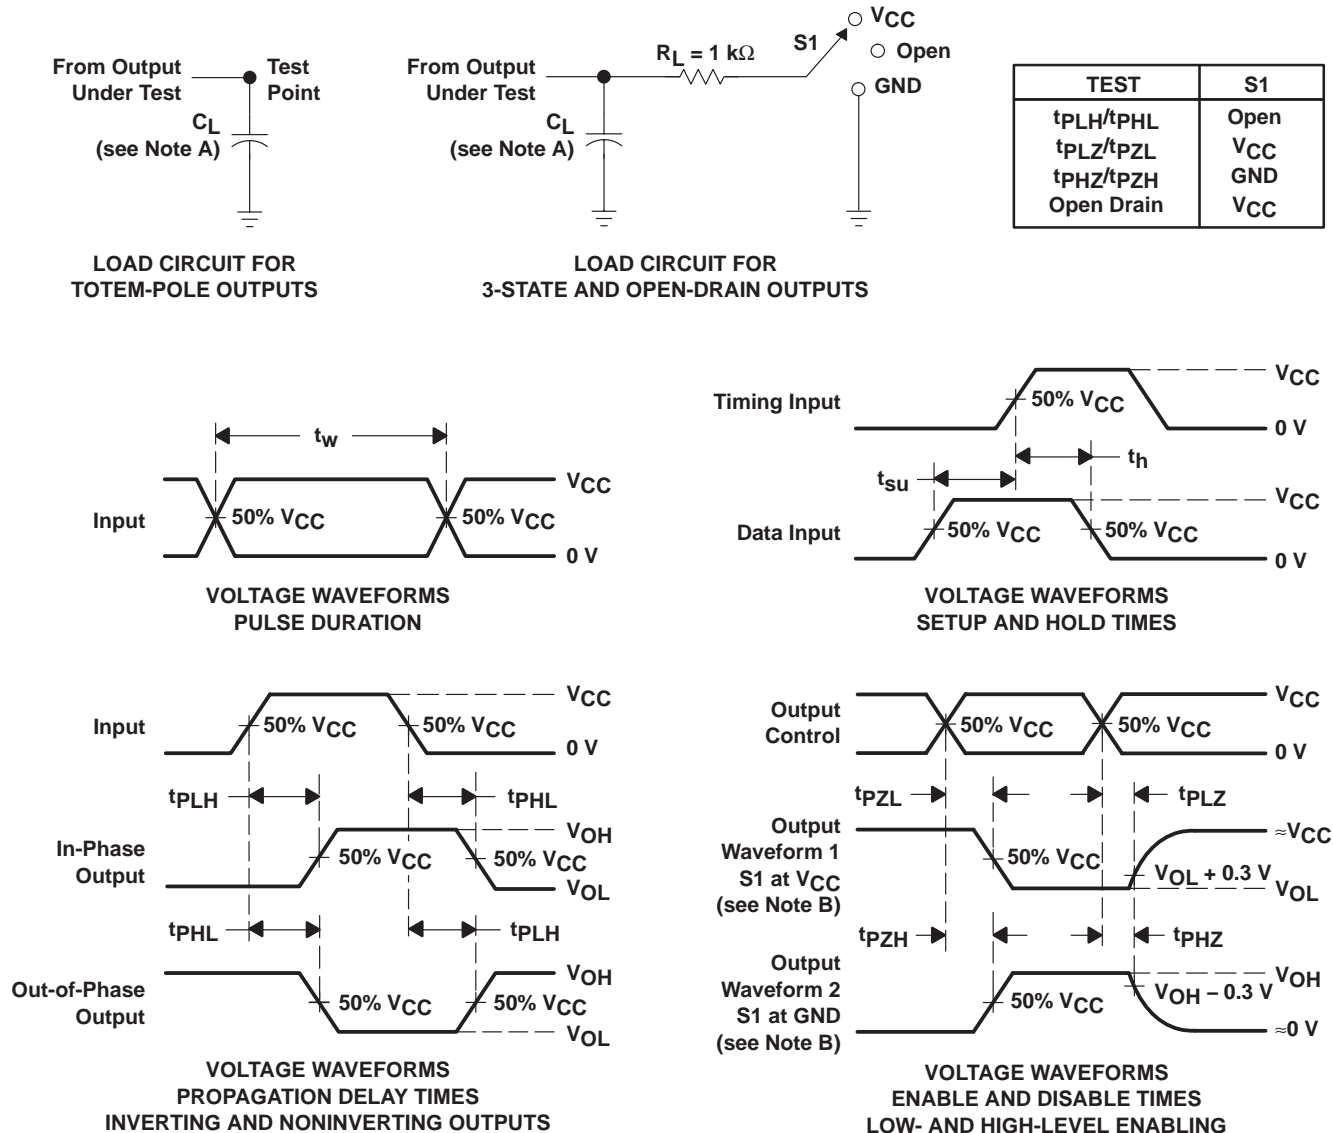 From Output
Under Test
Test
Point
CL
(see Note A)
LOAD CIRCUIT FOR
TOTEM-POLE OUTPUTS
From Output
Under Test
CL
(see Note A)
RL = 1 kΩ
S1
VCC
Open
GND
LOAD CIRCUIT FOR
3-STATE AND OPEN-DRAIN OUTPUTS
TEST S1
tPLH/tPHL Open
tPLZ/tPZL VCC
tPHZ/tPZH GND
Open Drain VCC
tw
Input
50% VCC
50% VCC
VCC
0 V
VOLTAGE WAVEFORMS
PULSE DURATION
Timing Input
50% VCC
VCC
0 V
tsu
th
Data Input
50% VCC
50% VCC
VCC
0 V
VOLTAGE WAVEFORMS
SETUP AND HOLD TIMES
Input
50% VCC
50% VCC
VCC
0 V
tPLH
tPHL
In-Phase
Output
50% VCC
50% VCC
VOH
VOL
tPHL
tPLH
Out-of-Phase
Output
50% VCC
50% VCC
VOH
VOL
VOLTAGE WAVEFORMS
PROPAGATION DELAY TIMES
INVERTING AND NONINVERTING OUTPUTS
Output
Control
50% VCC
50% VCC
VCC
0 V
tPZL
tPLZ
Output
Waveform 1
S1 at VCC
(see Note B)
50% VCC
VOL + 0.3 V
≈VCC
VOL
tPZH
tPHZ
Output
Waveform 2
S1 at GND
(see Note B)
50% VCC
VOH – 0.3 V
VOH
≈0 V
VOLTAGE WAVEFORMS
ENABLE AND DISABLE TIMES
LOW- AND HIGH-LEVEL ENABLING